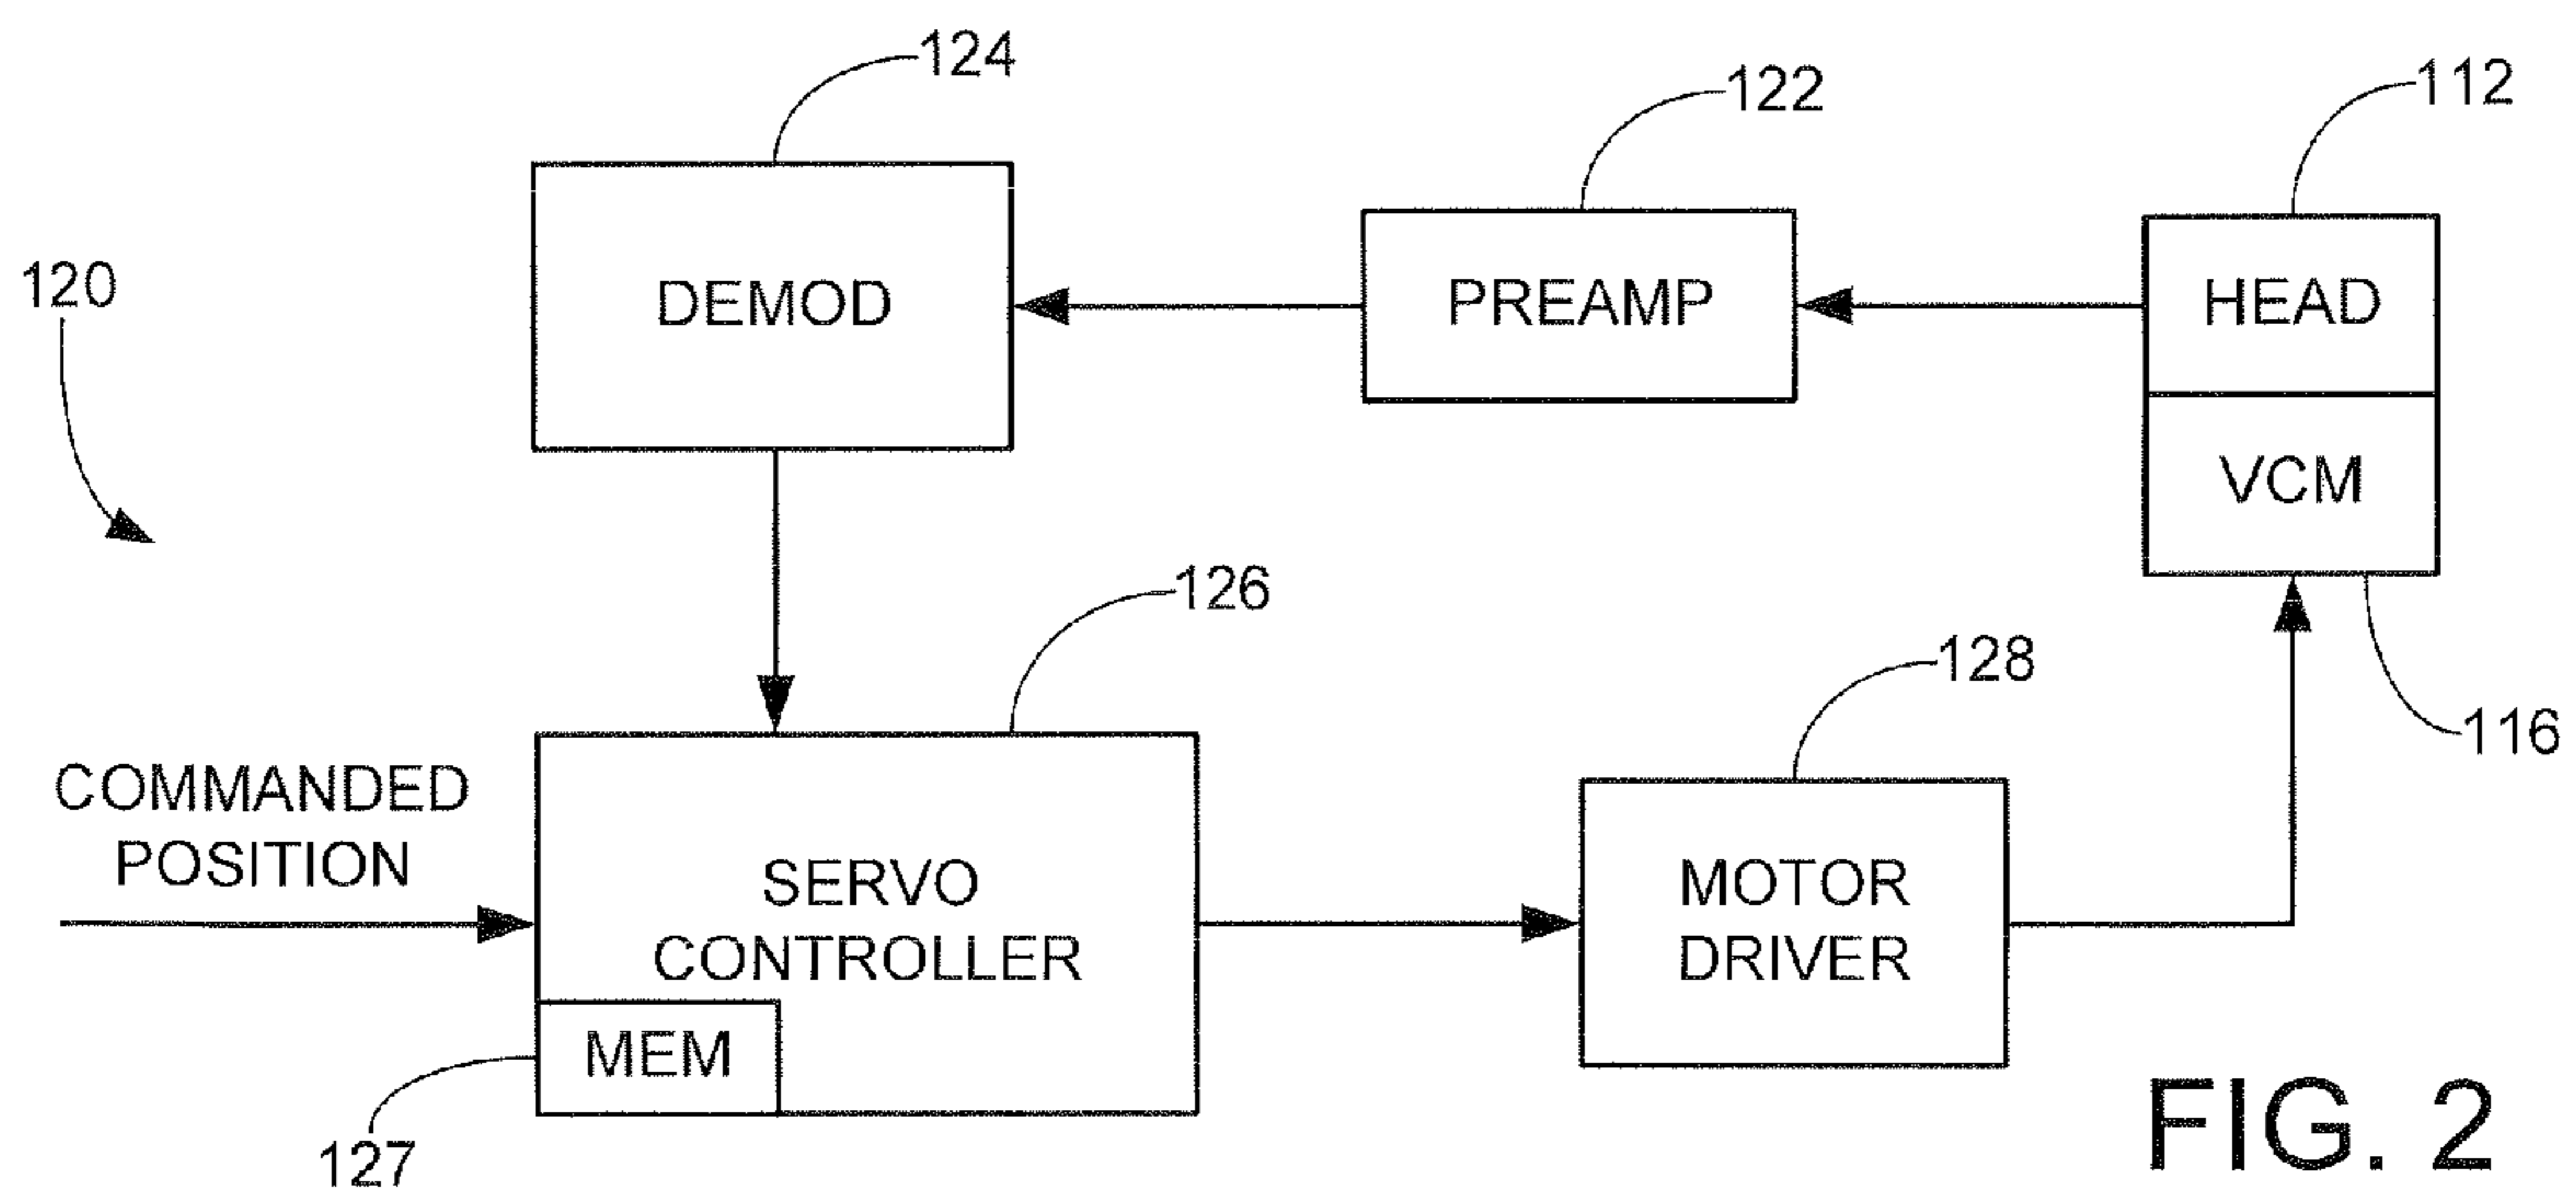 124
122
112
120
DEMOD
PREAMP
HEAD
VCM
126
128
116
COMMANDED
POSITION
SERVO
CONTROLLER
MOTOR
DRIVER
MEM
127
FIG. 2